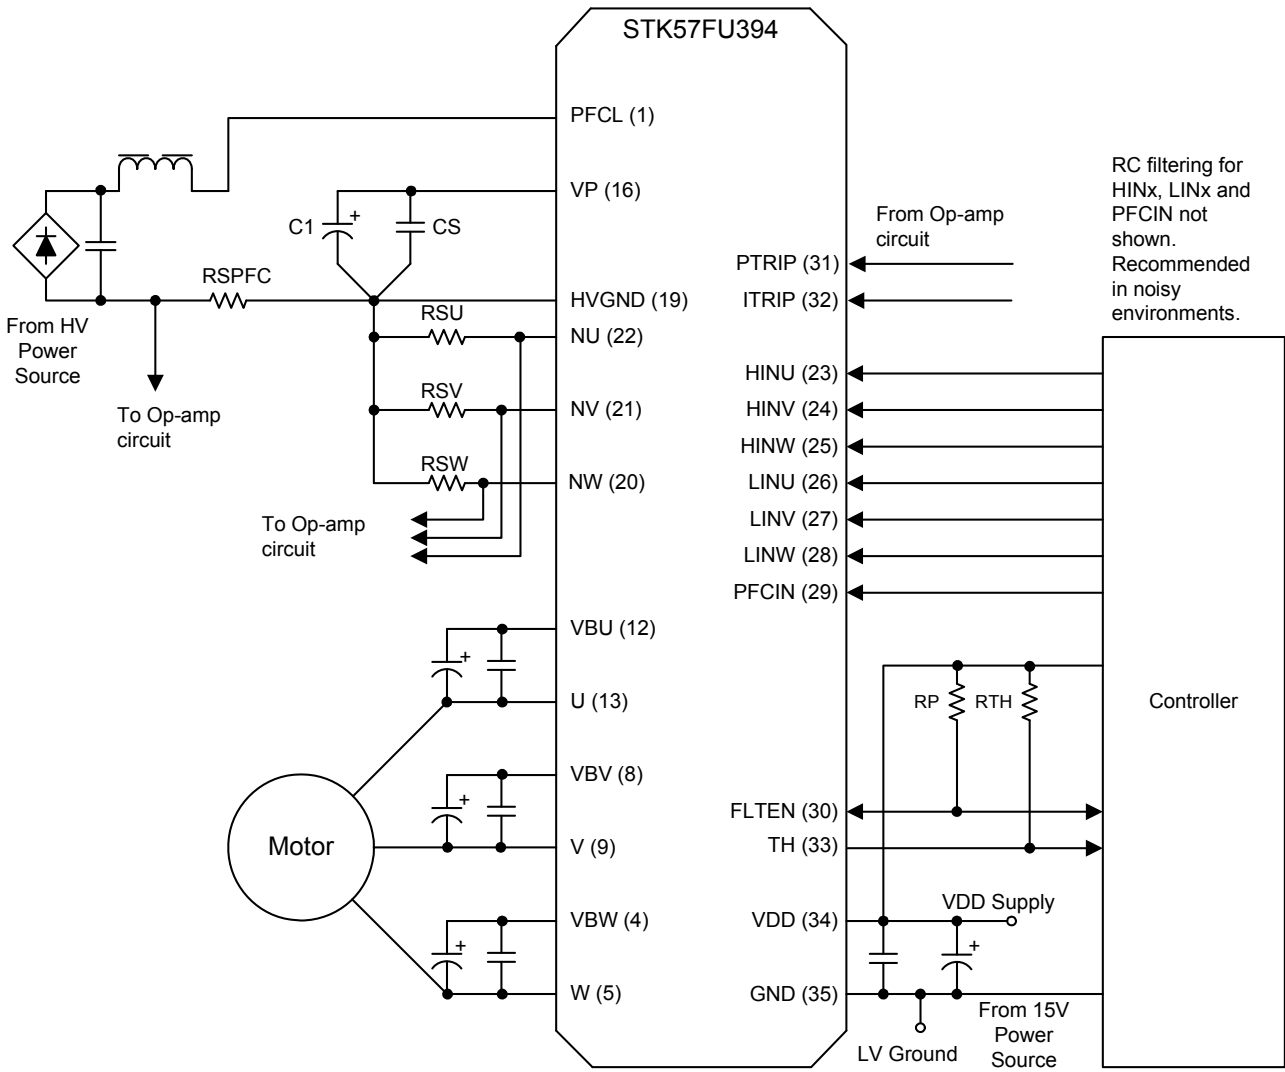 STK57FU394
PFCL (1)
VP (16)
C1
+
CS
RSPFC
HVGND (19)
From HV
Power
Source
To Op-amp
circuit
RSU
NU (22)
RSV
NV (21)
RSW
NW (20)
To Op-amp
circuit
VBU (12)
+
U (13)
VBV (8)
+
V (9)
Motor
VBW (4)
+
W (5)
From Op-amp
circuit
PTRIP (31)
ITRIP (32)
RC filtering for
HINx, LINx and
PFCIN not
shown.
Recommended
in noisy
environments.
HINU (23)
HINV (24)
HINW (25)
LINU (26)
LINV (27)
LINW (28)
PFCIN (29)
RP
RTH
Controller
FLTEN (30)
TH (33)
VDD (34)
VDD Supply
+
GND (35)
From 15V
Power
Source
LV Ground